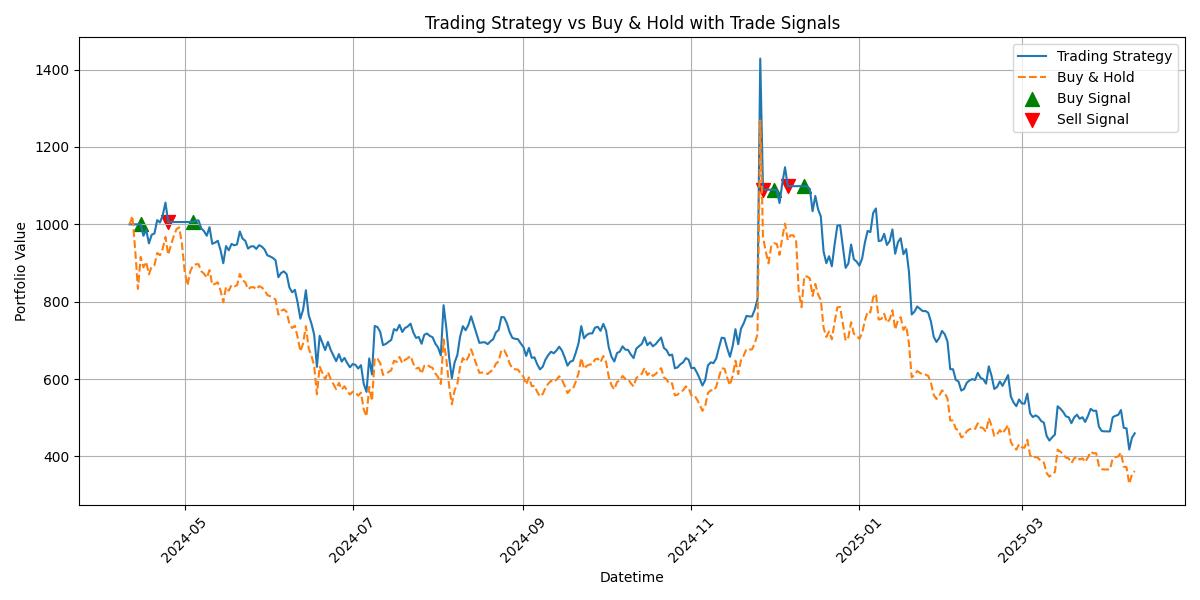 Trading Strategy vs Buy & Hold with Trade Signals
Trading Strategy
Buy & Hold
Buy Signal
Sell Signal
Portfolio Value
1400
1200
1000
800
600
400
2024-05
2024-07
2024-09
2024-11
2025-01
2025-03
Datetime